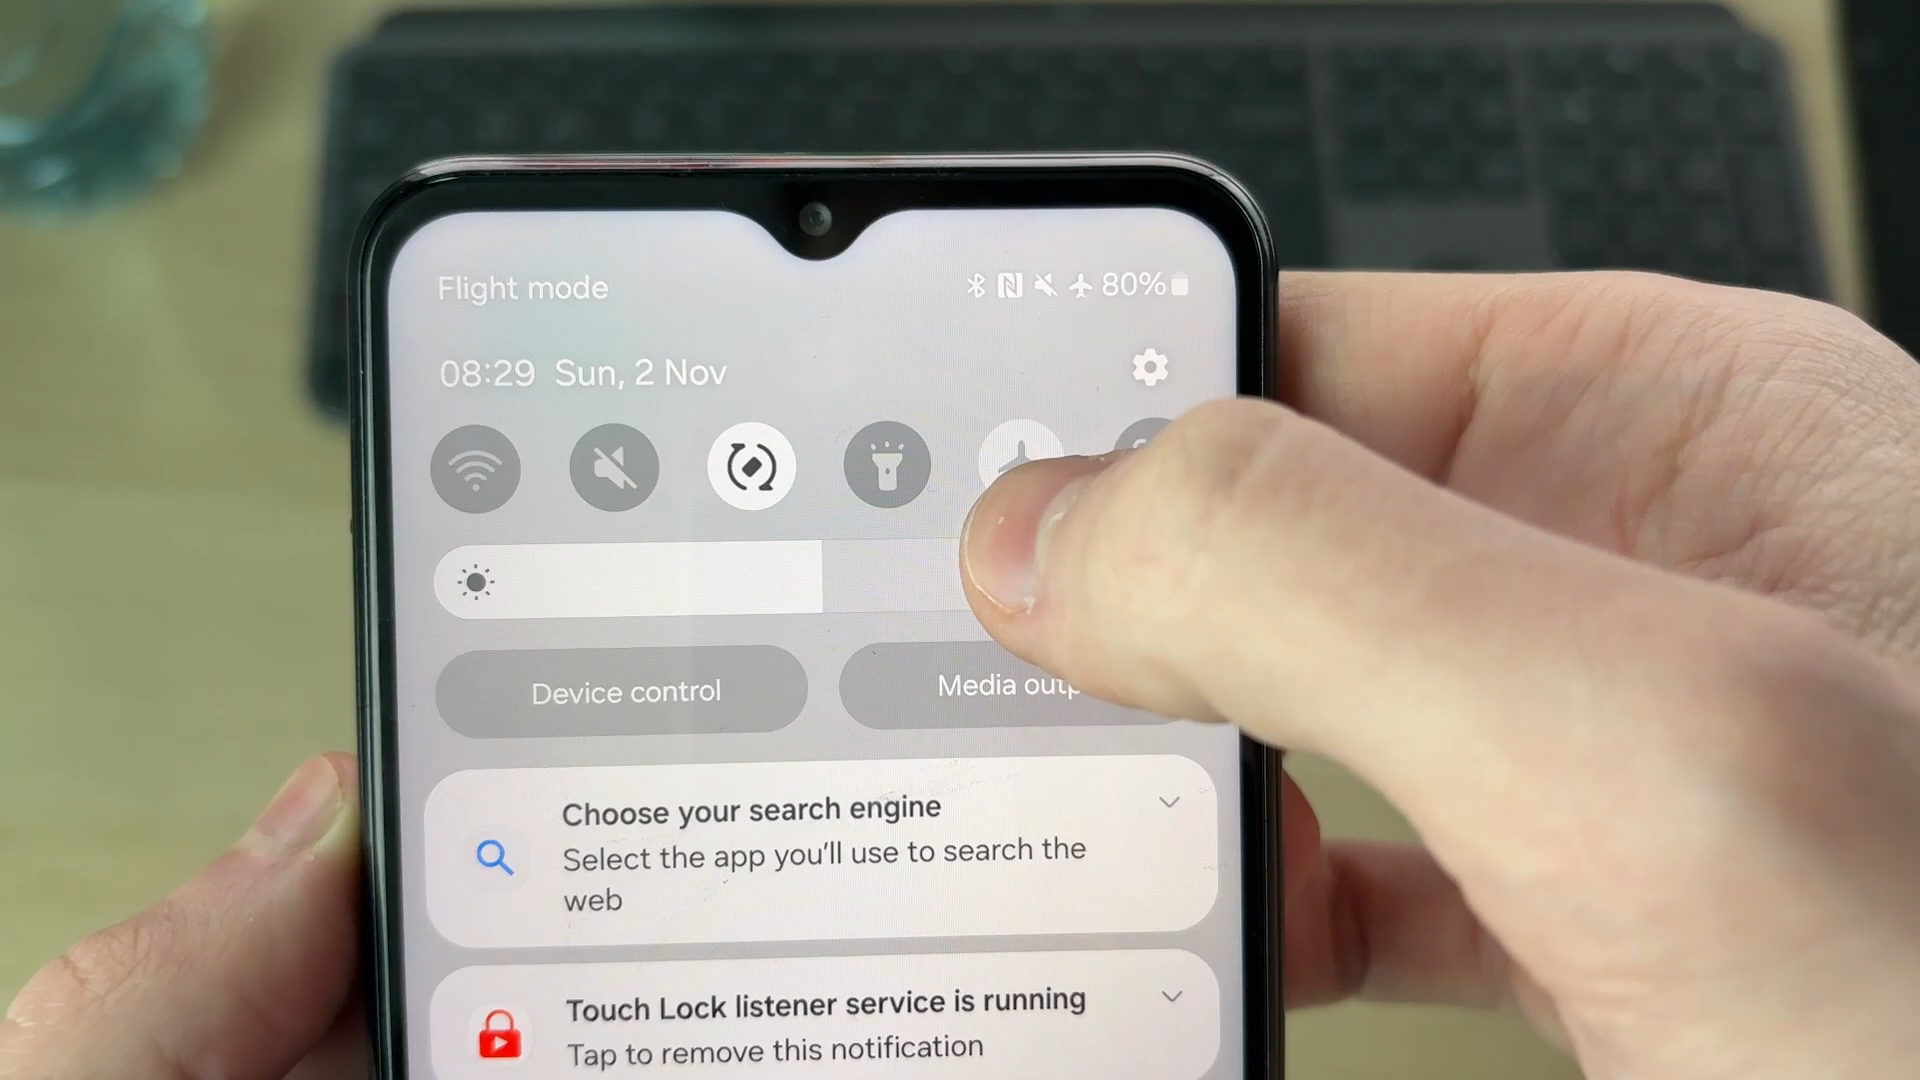 Flight mode
80%
08:29 Sun, 2 Nov
Device control
Media outp
Choose your search engine
Select the app you'll use to search the
web
Touch Lock listener service is running
Tap to remove this notification